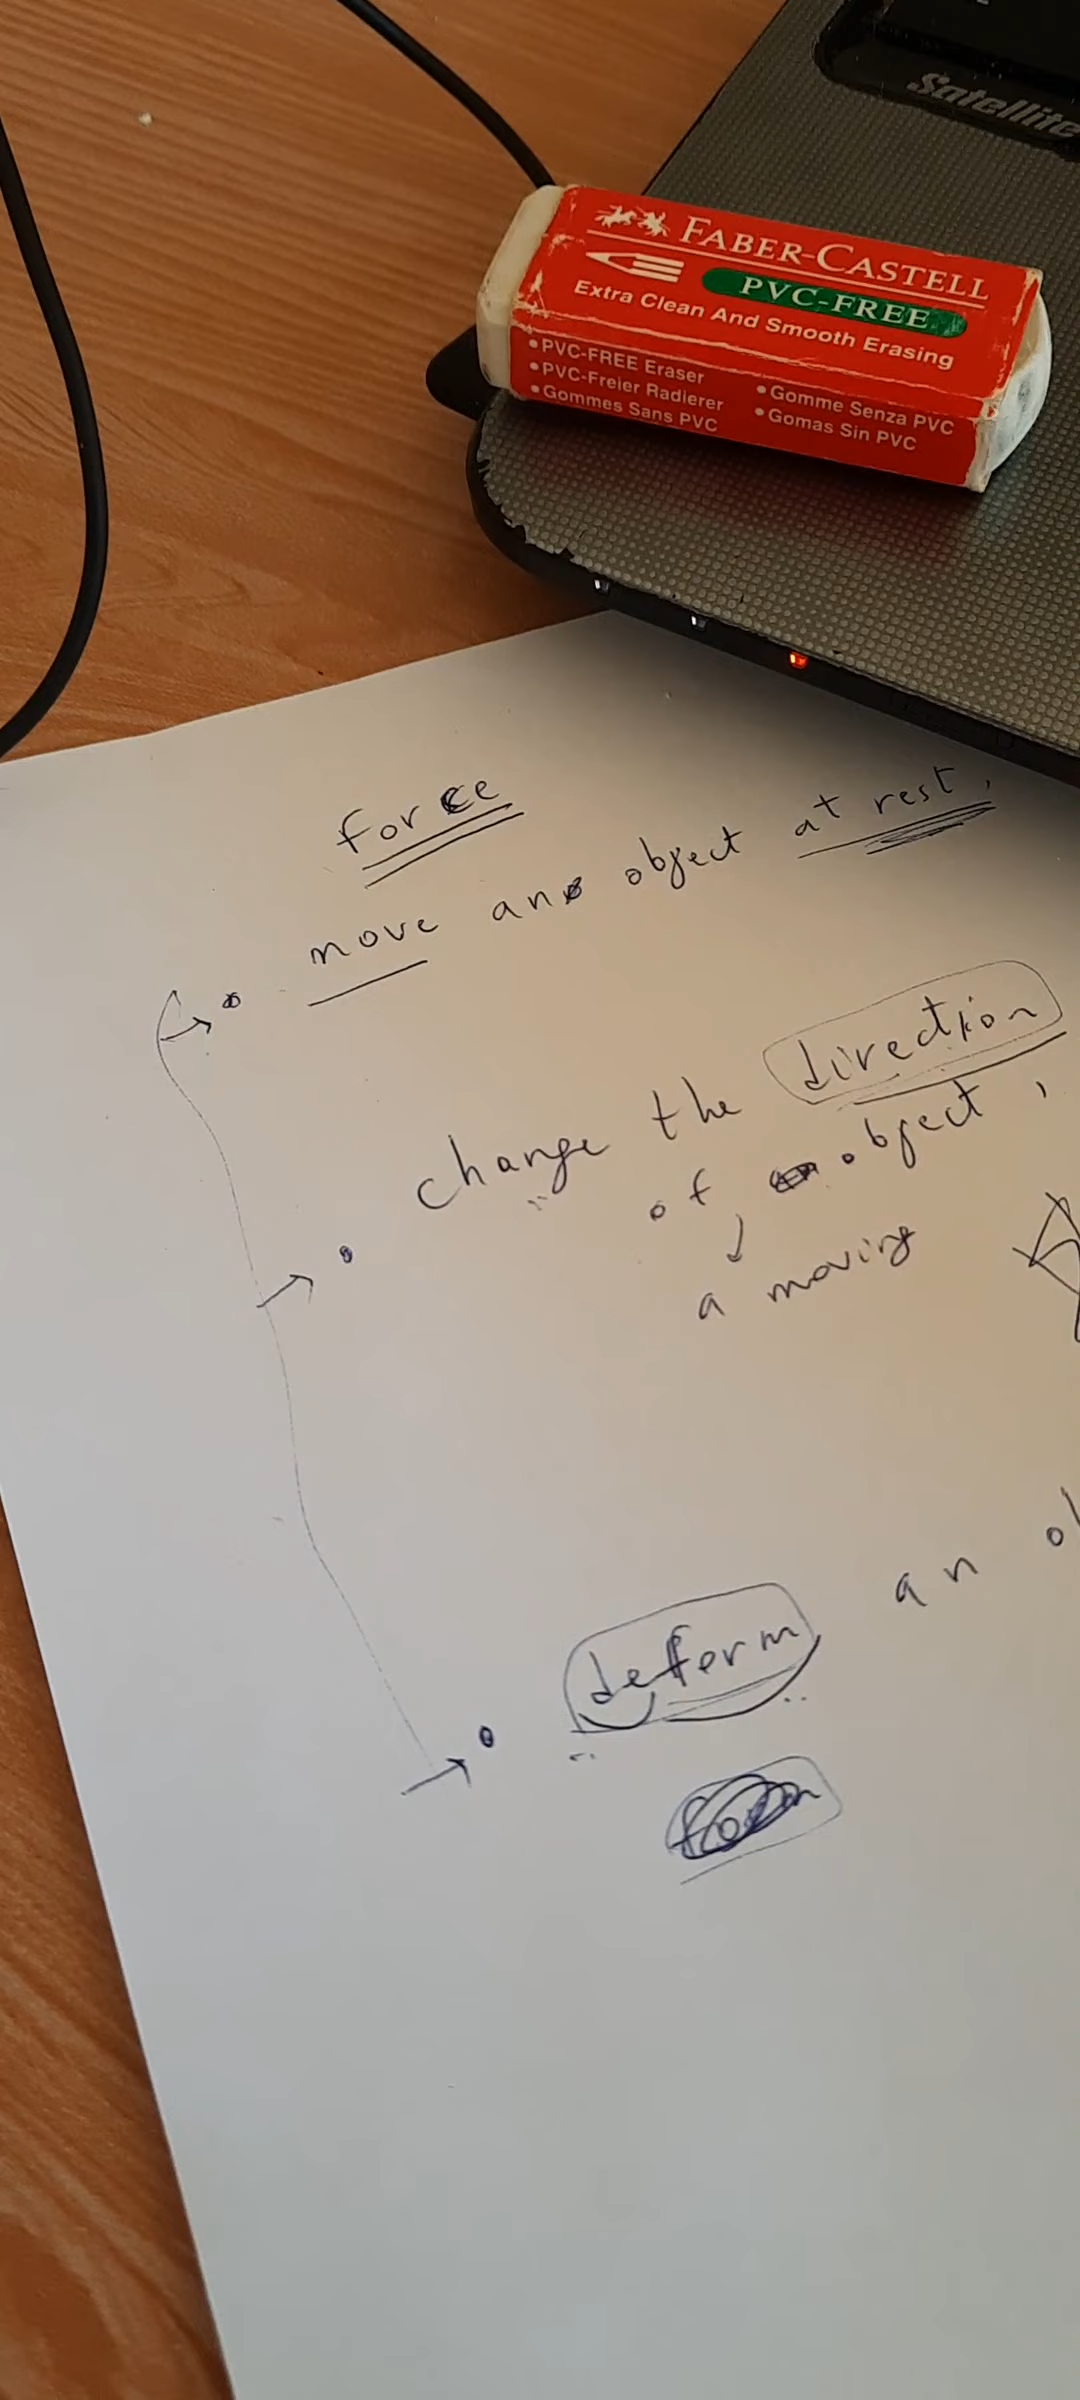 Satellite
FABER-CASTELL
PVC-FREE
Extra Clean And Smooth Erasing
•PVC-FREE Eraser
•PVC-Freier Radierer
•Gommes Sans PVC
•Gomme Senza PVC
•Gomas Sin PVC
force
move an object at rest,
change the direction
of object,
a moving
deform an